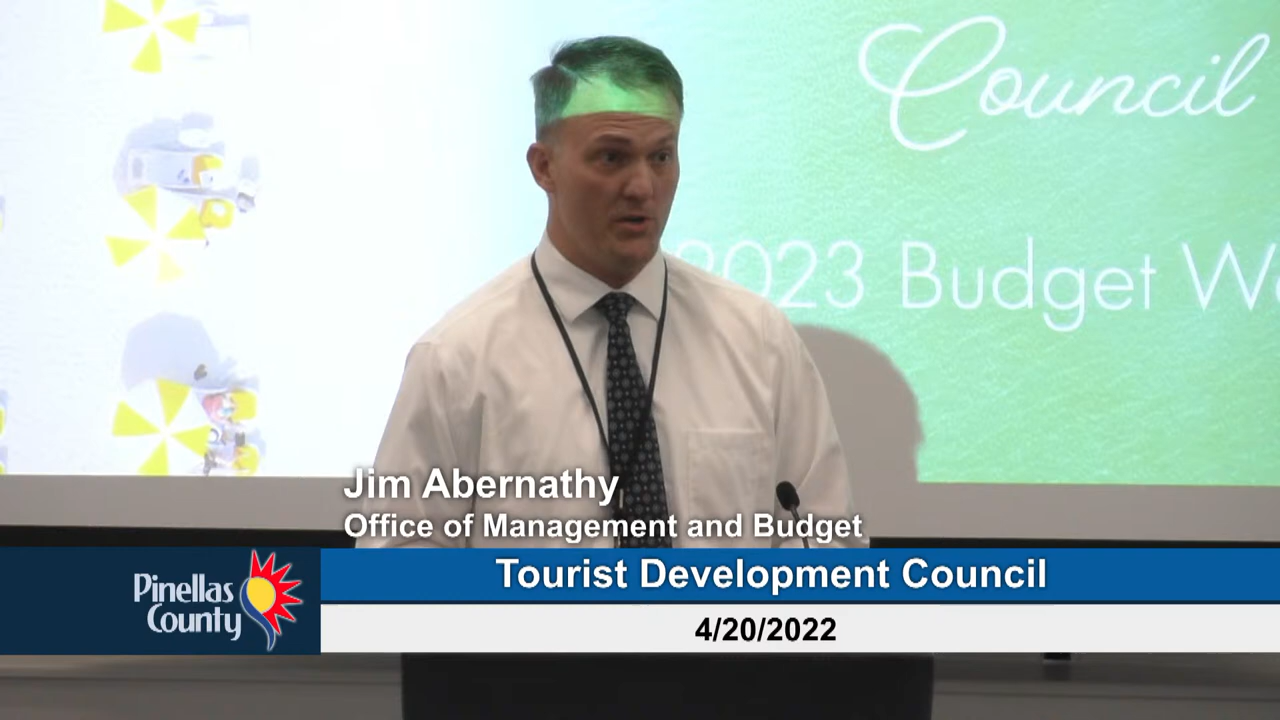 Council
2023 Budget W
Jim Abernathy
Office of Management and Budget
Tourist Development Council
Pinellas
County
4/20/2022